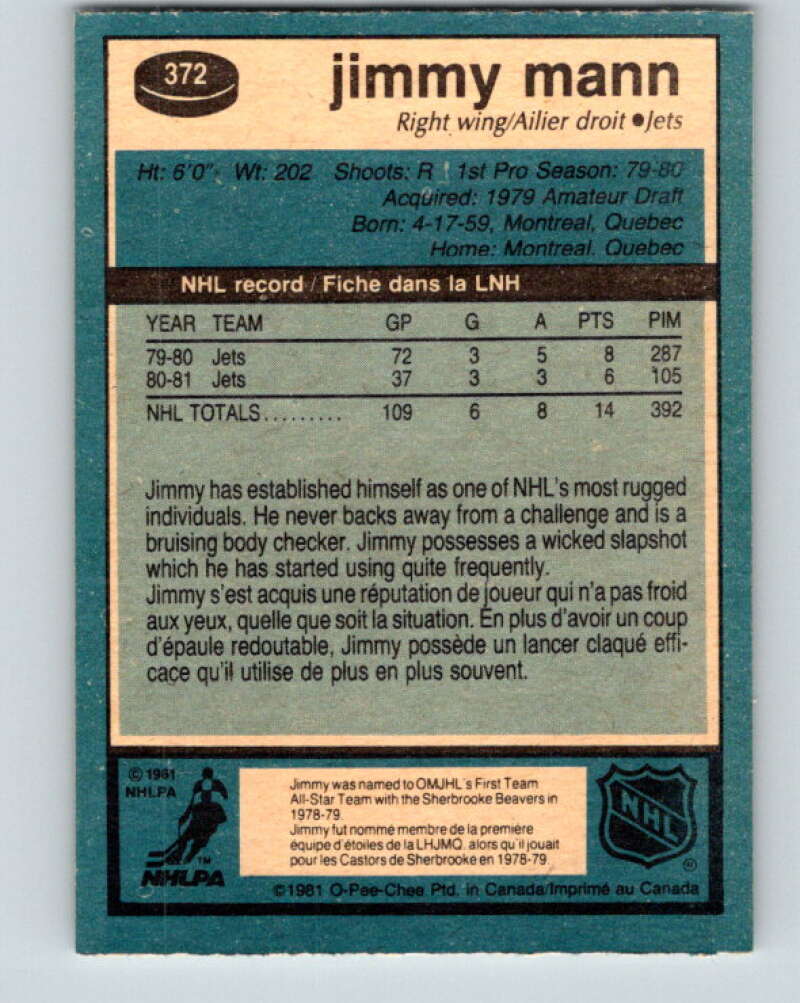 372
jimmy mann
Right wing/Ailier droit ●Jets
Ht: 6'0" Wt: 202 Shoots: R 1st Pro Season: 79-80
Acquired: 1979 Amateur Draft
Born: 4-17-59, Montreal, Quebec
Home: Montreal. Quebec
NHL record / Fiche dans la LNH
YEAR TEAM GP G A PTS PIM
79-80 Jets 72 3 5 8 287
80-81 Jets 37 3 3 6 105
NHL TOTALS......... 109 6 8 14 392
Jimmy has established himself as one of NHL's most rugged
individuals. He never backs away from a challenge and is a
bruising body checker. Jimmy possesses a wicked slapshot
which he has started using quite frequently.
Jimmy s'est acquis une réputation de joueur qui n'a pas froid
aux yeux, quelle que soit la situation. En plus d'avoir un coup
d'épaule redoutable, Jimmy possède un lancer claqué effi-
cace qu'il utilise de plus en plus souvent.
© 1981
NHLPA
TM
NHLPA
Jimmy was named to OMJHL's First Team
All-Star Team with the Sherbrooke Beavers in
1978-79.
Jimmy fut nommé membre de la première
équipe d'étoiles de la LHJMQ. alors qu'il jouait
pour les Castors de Sherbrooke en 1978-79.
NHL
®
©1981 O-Pee-Chee Ptd. in Canada/Imprimé au Canada